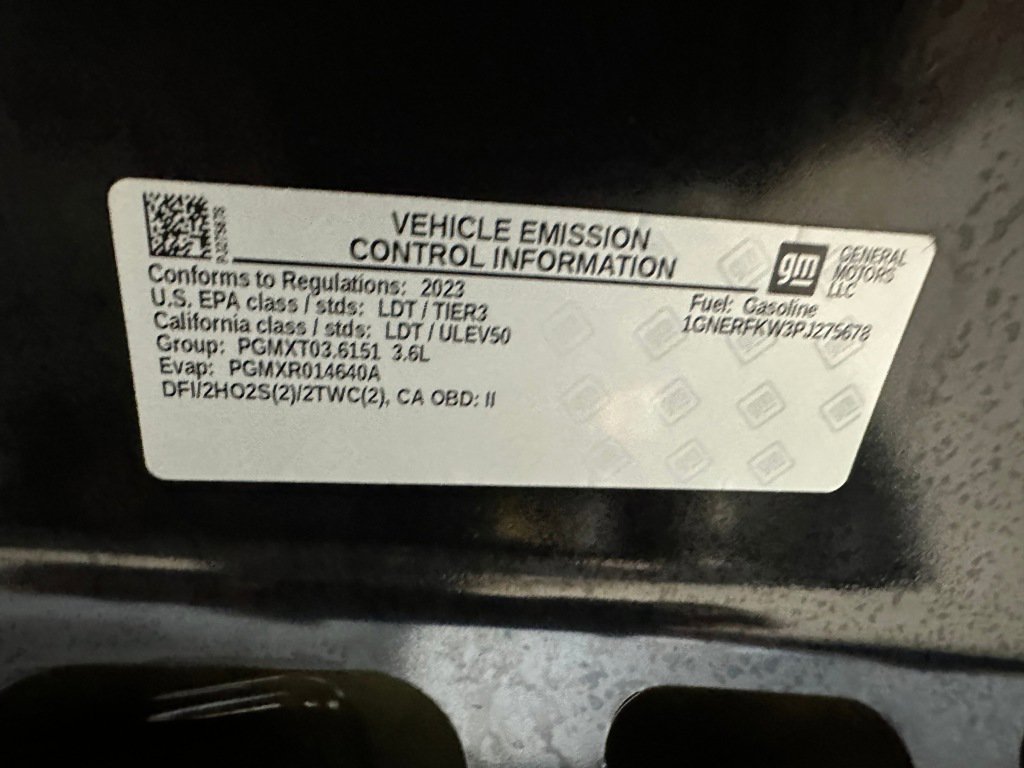 VEHICLE EMISSION
CONTROL INFORMATION
gm
GENERAL
MOTORS
LLC
Conforms to Regulations: 2023
U.S. EPA class / stds: LDT / TIER3
California class / stds: LDT / ULEV50
Group: PGMXT03.6151 3.6L
Evap: PGMXR014640A
DFI/2HO2S(2)/2TWC(2), CA OBD: II
Fuel: Gasoline
1GNERFKW3PJ275678